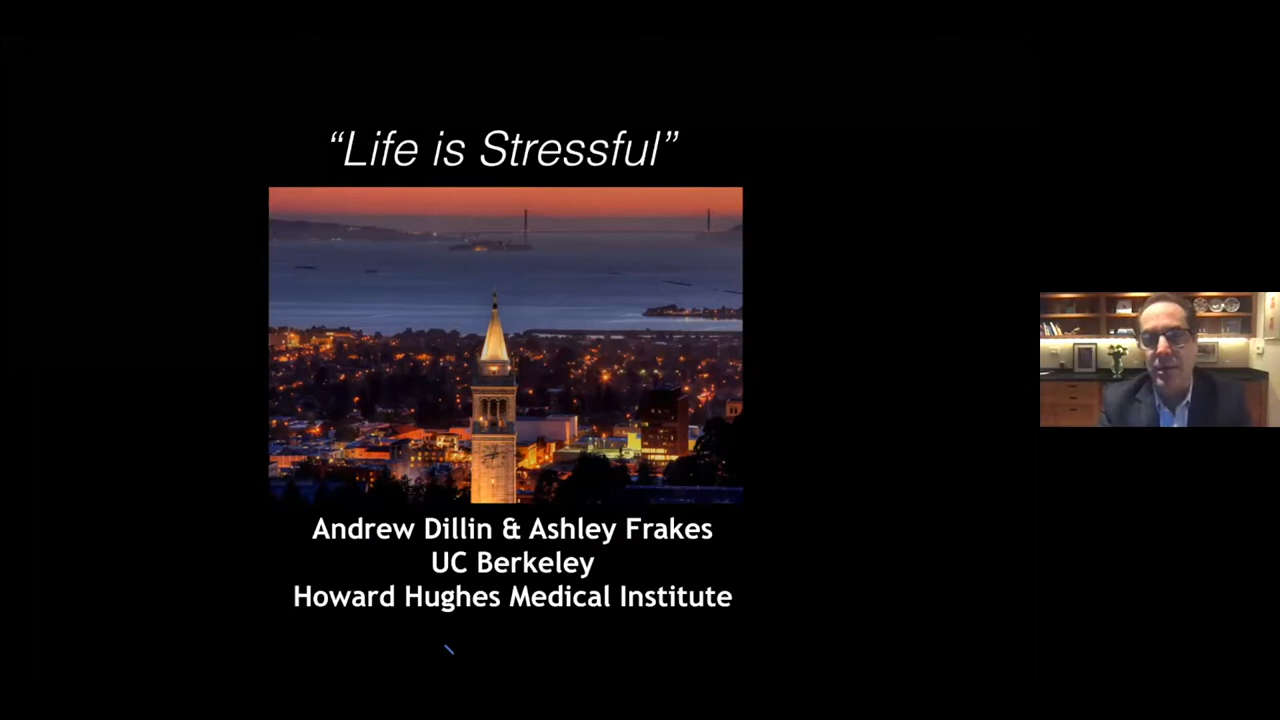 “Life is Stressful”
Andrew Dillin & Ashley Frakes
UC Berkeley
Howard Hughes Medical Institute